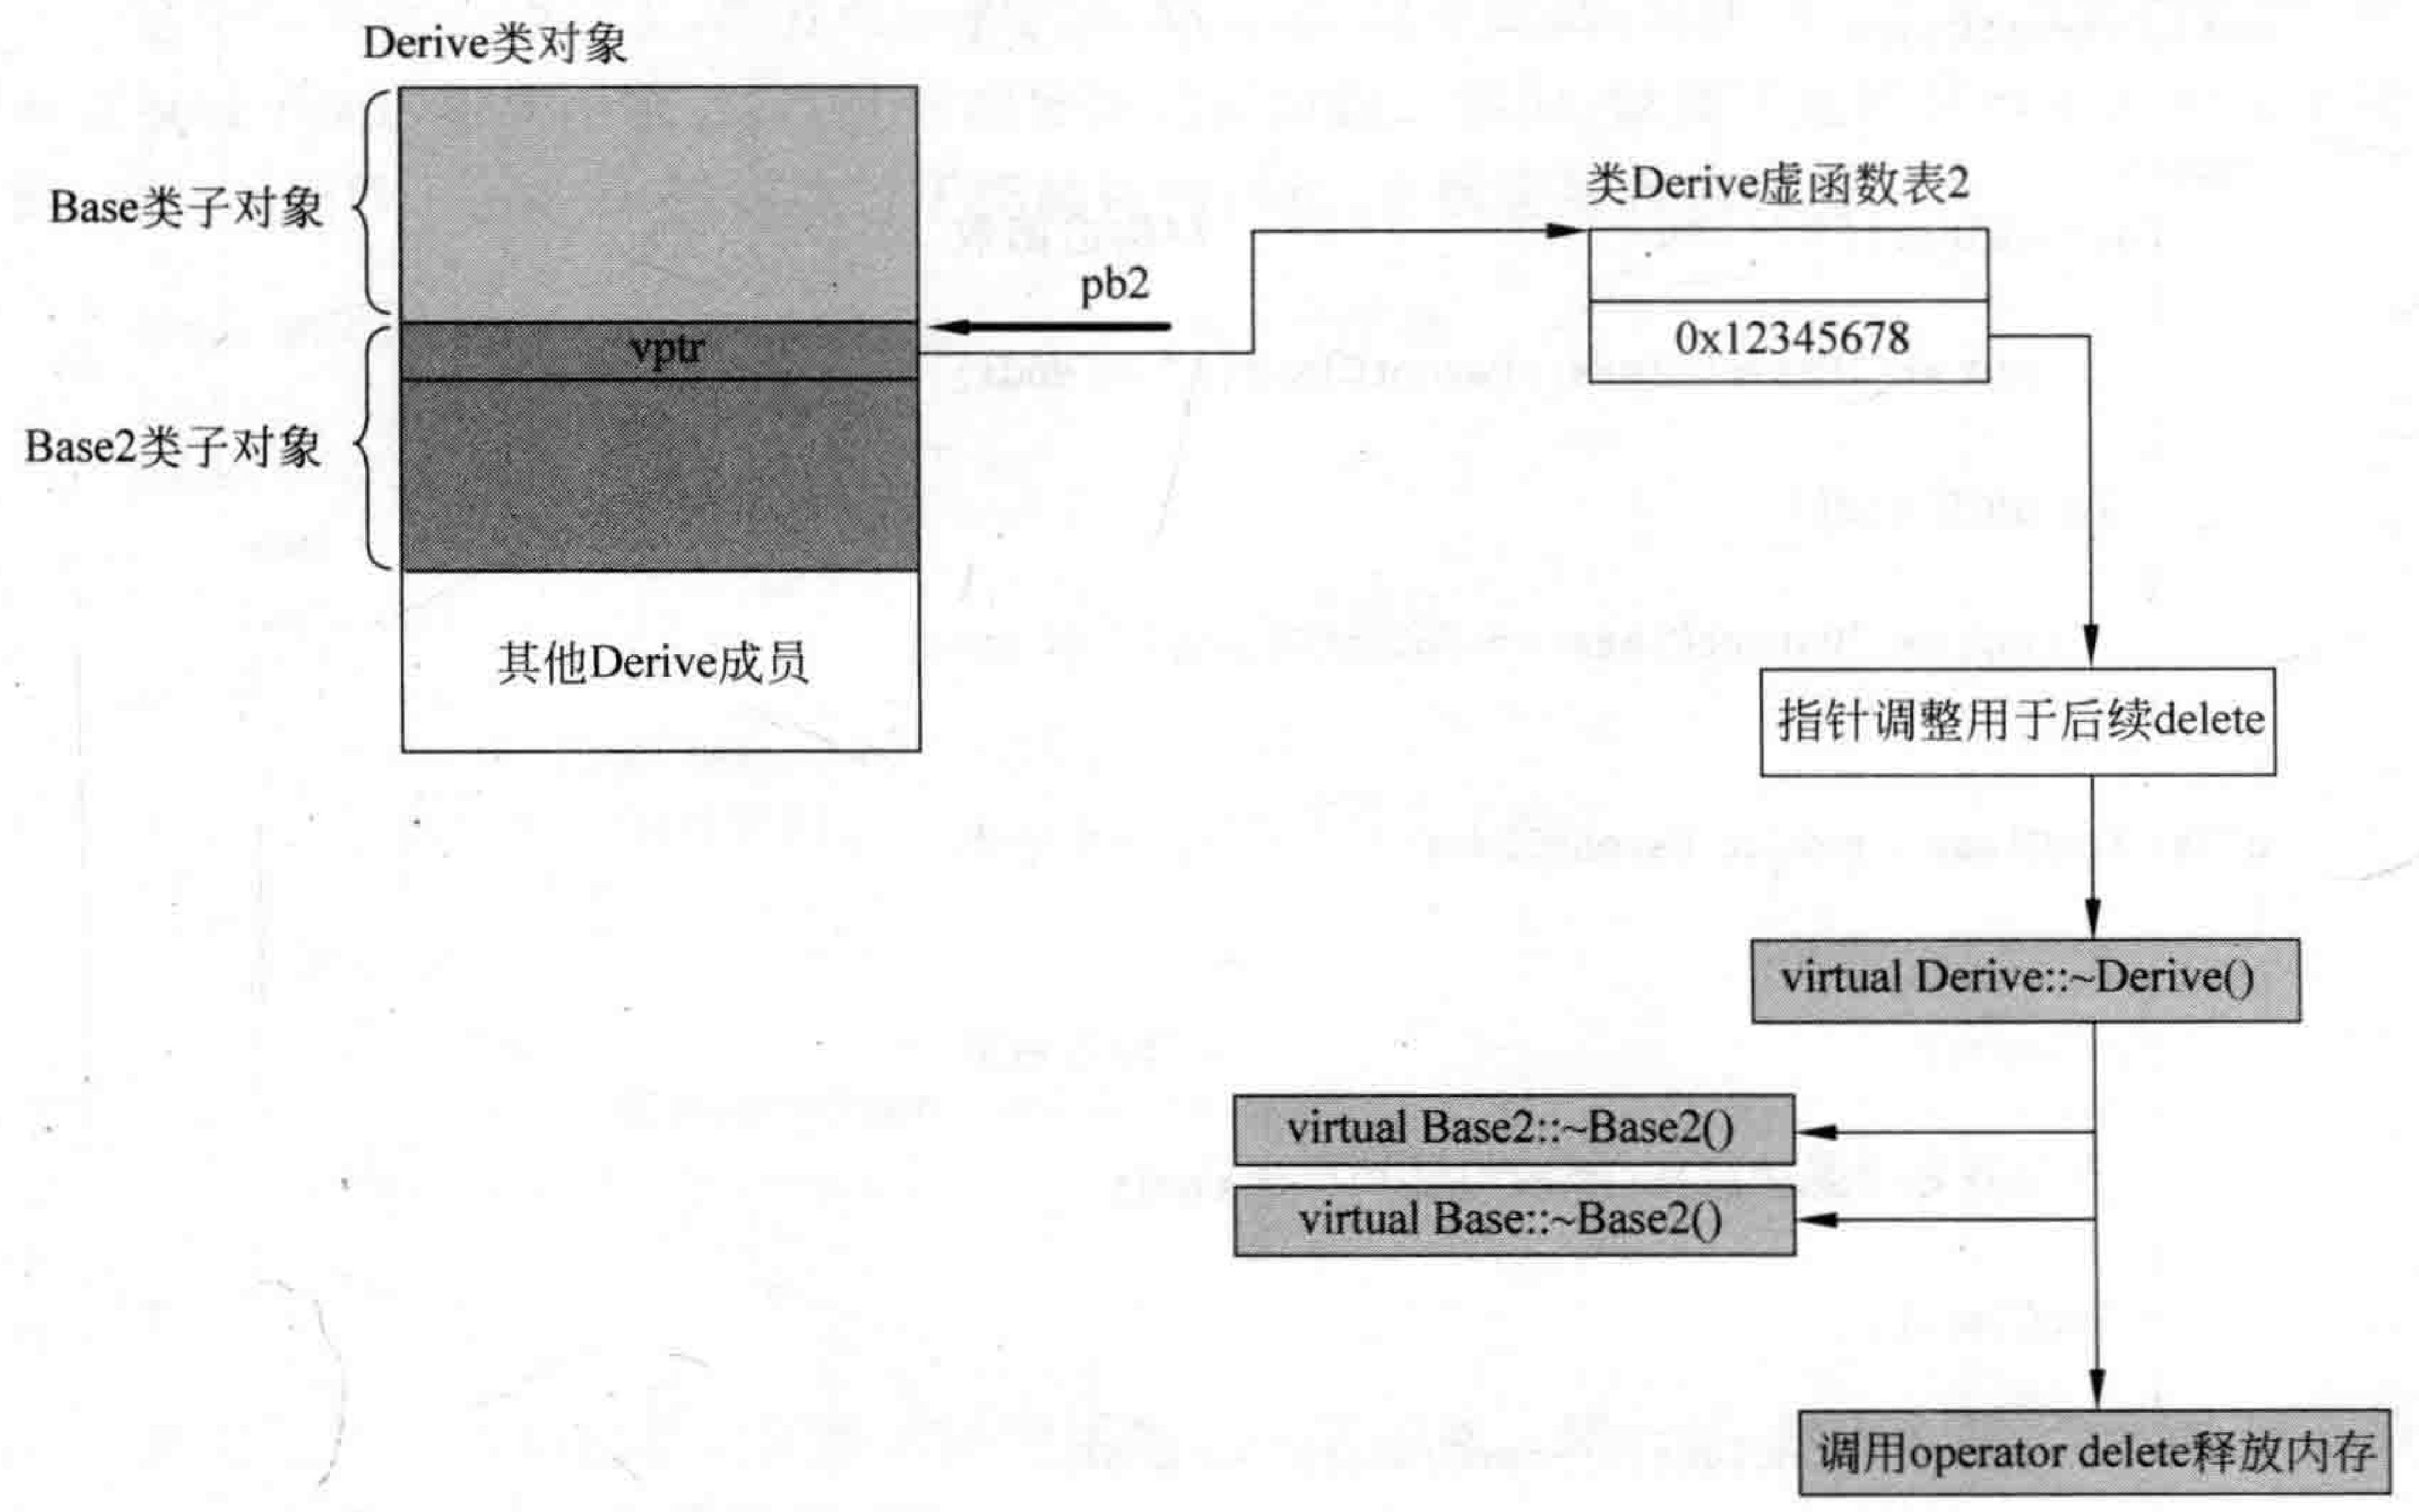 Derive类对象
Base类子对象
vptr
Base2类子对象
其他Derive成员
pb2
类Derive虚函数表2
0x12345678
指针调整用于后续delete
virtual Derive::~Derive()
virtual Base2::~Base2()
virtual Base::~Base2()
调用operator delete释放内存